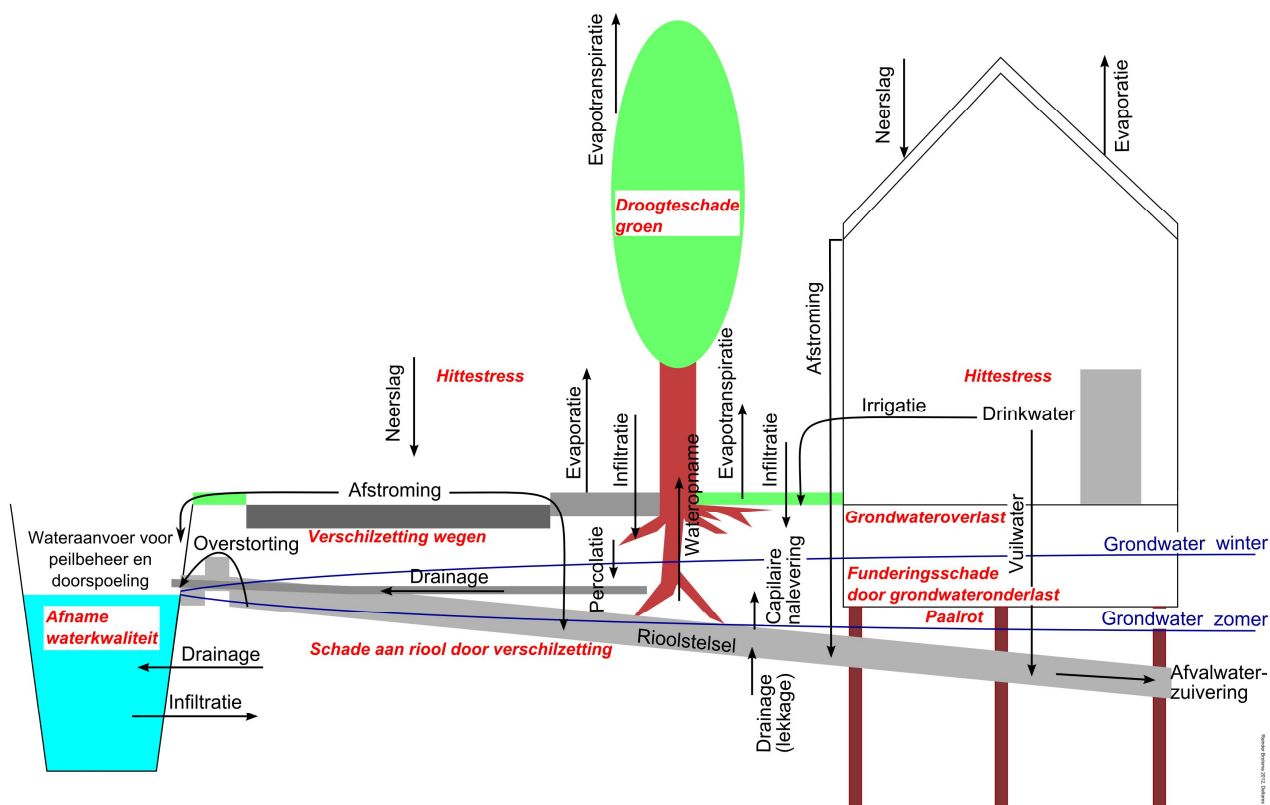 Evapotranspiratie
Neerslag
Evaporatie
Droogteschade
groen
Afstroming
Neerslag
Hittestress
Evaporatie
Infiltratie
Wateropname
Evapotranspiratie
Infiltratie
Hittestress
Irrigatie
Drinkwater
Afstroming
Verschilzetting wegen
Wateraanvoer voor
peilbeheer en
doorspoeling
Overstorting
Percodatie
Capilaire
nalevering
Grondwateroverlast
Vuilwater
Grondwater winter
Drainage
Funderingsschade
door grondwateronderlast
Paalrot
Grondwater zomer
Afname
waterkwaliteit
Schade aan riool door verschilzetting
Rioolstelsel
Drainage
Infiltratie
Drainage
(lekkage)
Afvalwater-
zuivering